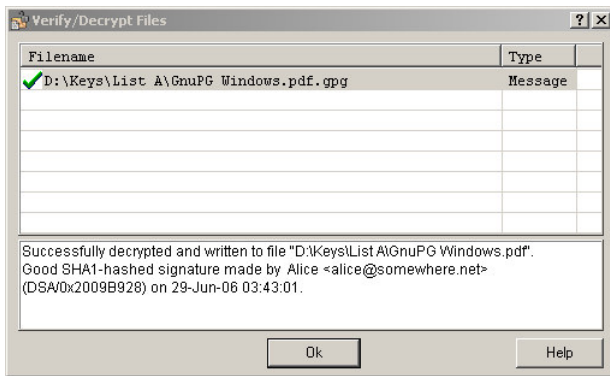 Verify/Decrypt Files
Filename Type
D:\Keys\List A\GnuPG Windows.pdf.gpg Message
Successfully decrypted and written to file "D:\Keys\List A\GnuPG Windows.pdf".
Good SHA1-hashed signature made by Alice <alice@somewhere.net>
(DSA/0x2009B928) on 29-Jun-06 03:43:01.
Ok Help